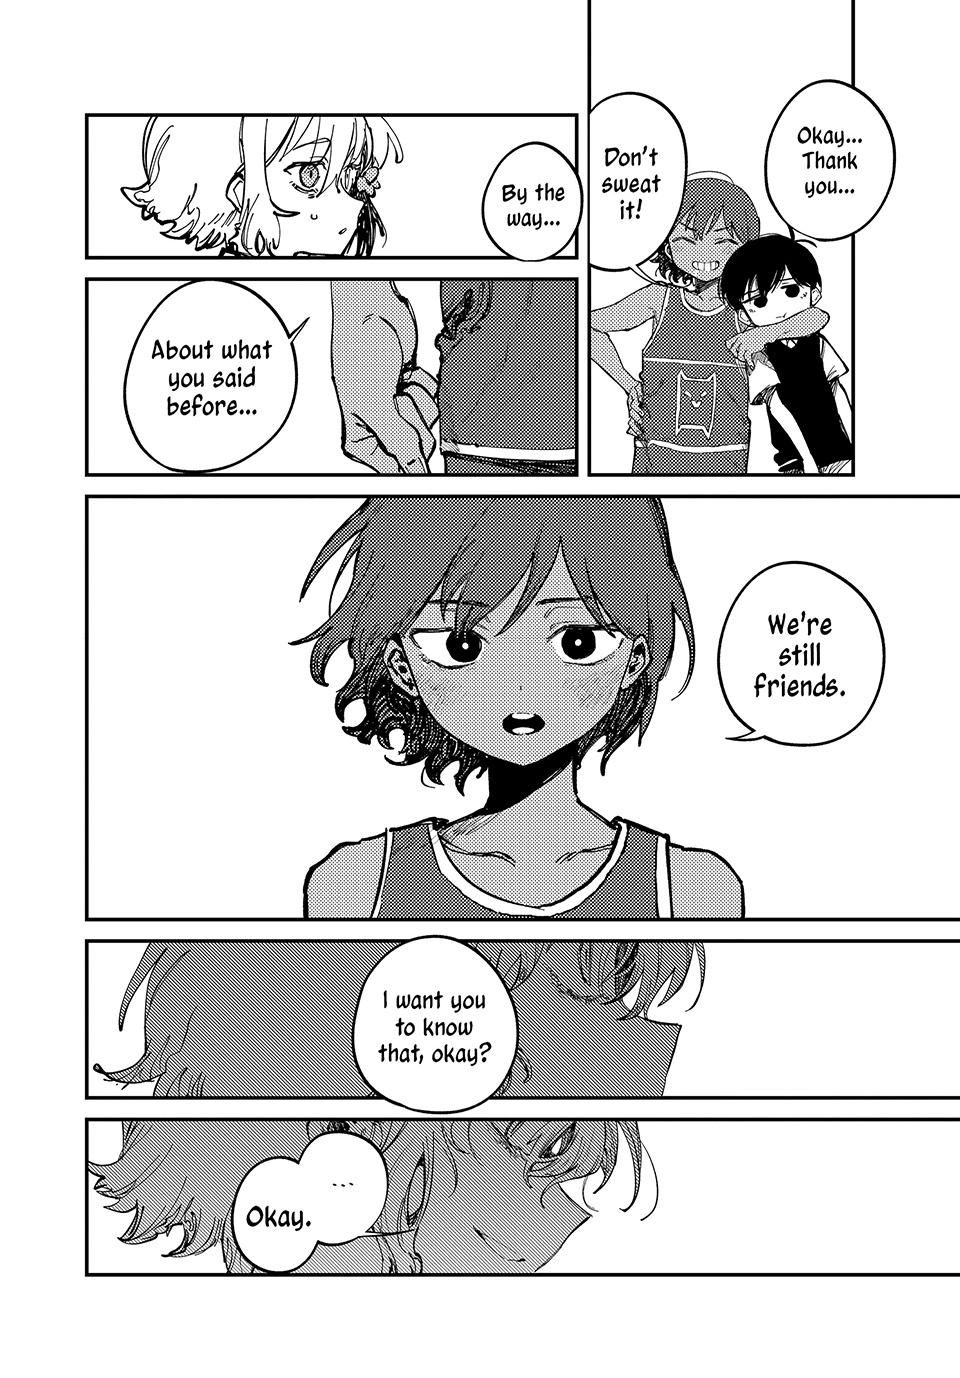 Okay...
Thank
you...
Don't
sweat
it!
By the
way...
About what
you said
before...
We're
still
friends.
I want you
to know
that, okay?
...
Okay.